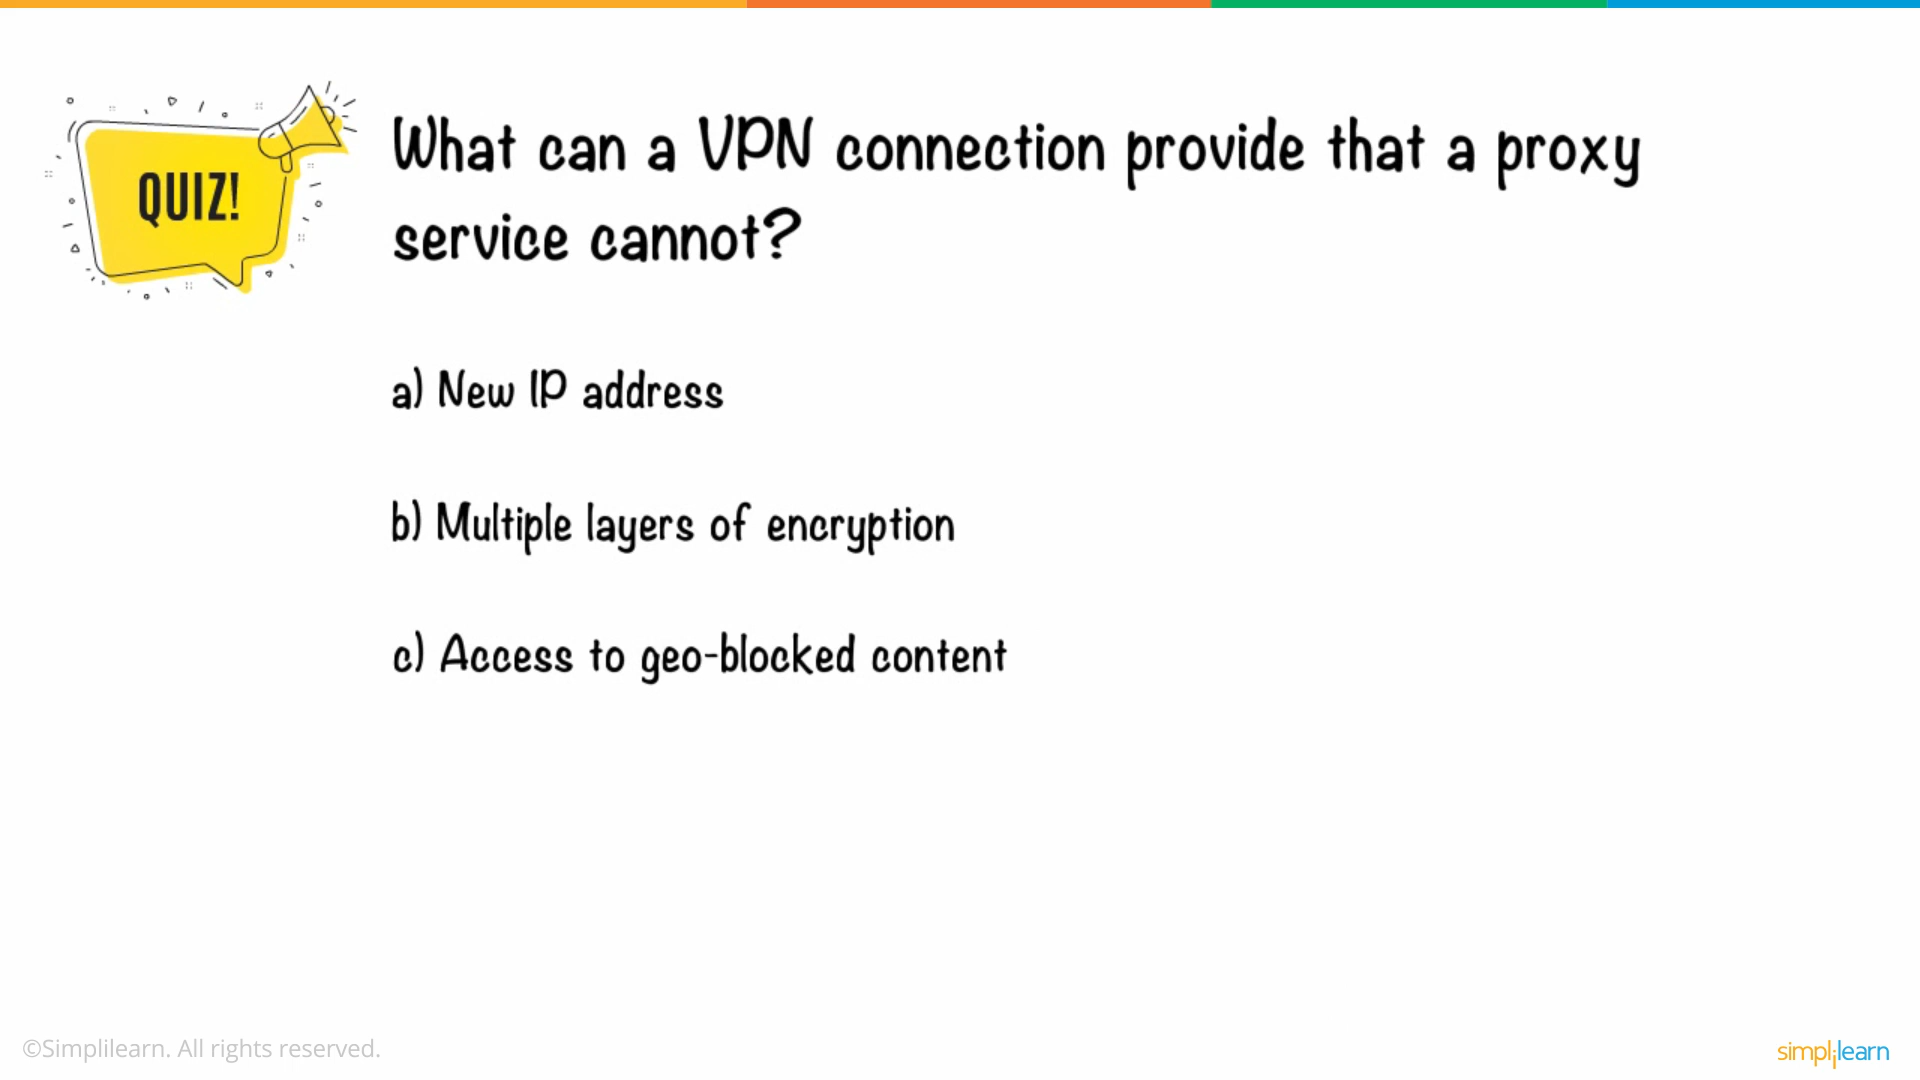 QUIZ!
What can a VPN connection provide that a proxy
service cannot?
a) New IP address
b) Multiple layers of encryption
c) Access to geo-blocked content
©Simplilearn. All rights reserved.
simplilearn